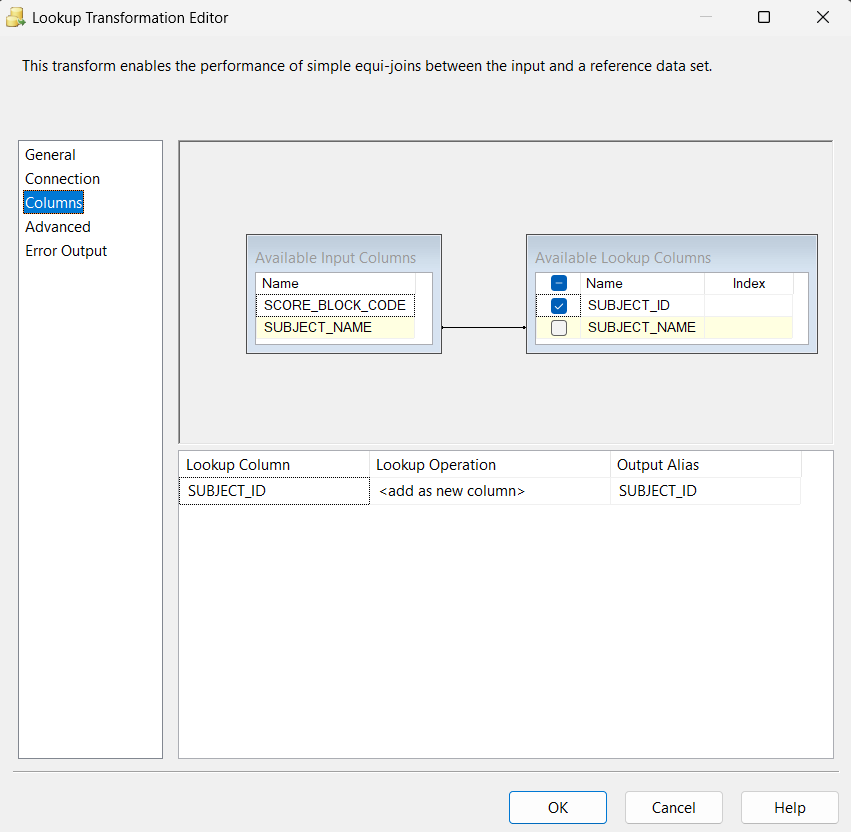 Lookup Transformation Editor
This transform enables the performance of simple equi-joins between the input and a reference data set.
General
Connection
Columns
Advanced
Error Output
Available Input Columns
Name
SCORE_BLOCK_CODE
SUBJECT_NAME
Available Lookup Columns
Name Index
SUBJECT_ID
SUBJECT_NAME
Lookup Column Lookup Operation Output Alias
SUBJECT_ID <add as new column> SUBJECT_ID
OK Cancel Help